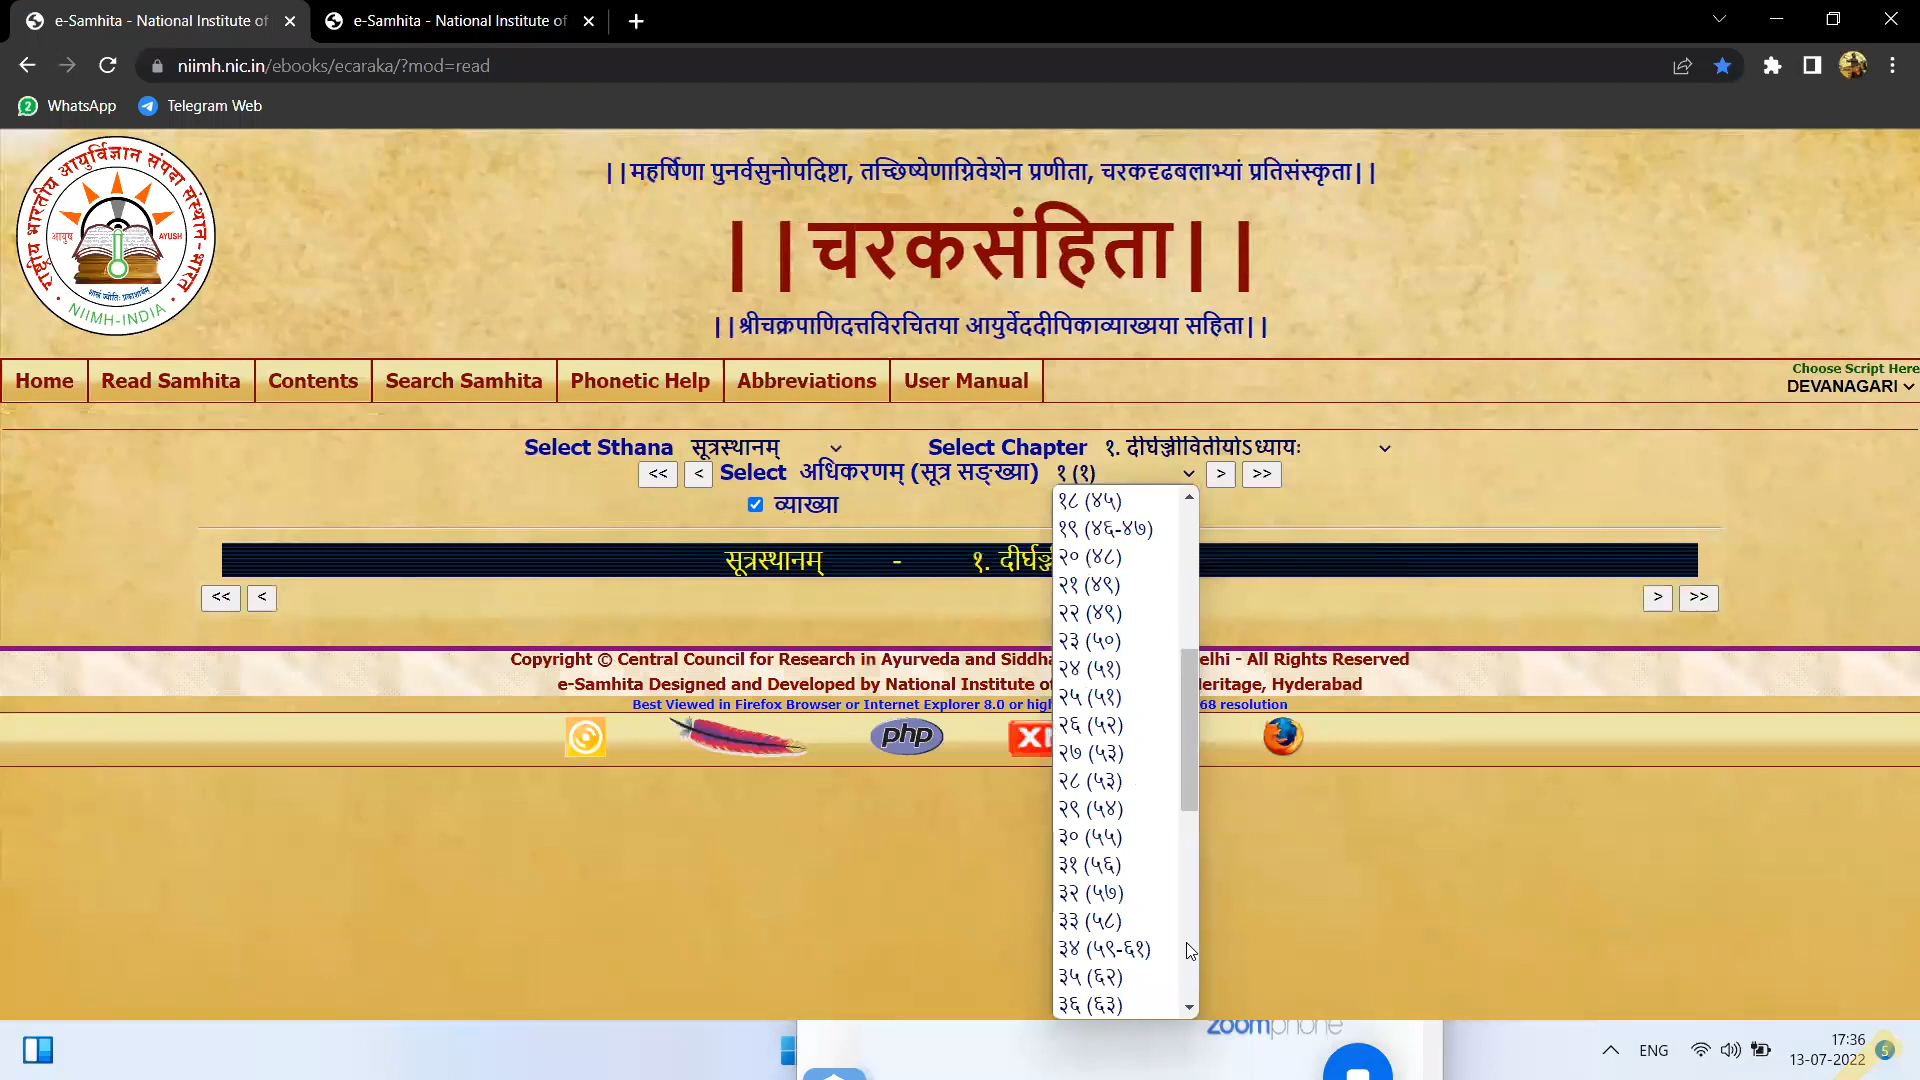 e-Samhita - National Institute of
e-Samhita - National Institute of
niimh.nic.in/ebooks/ecaraka/?mod=read
WhatsApp
Telegram Web
राष्ट्रीय भारतीय आयुर्विज्ञान संपदा संस्थान-भारत
आयुष
AYUSH
NIIMH-INDIA
||महर्षिणा पुनर्वसुनोपदिष्टा, तच्छिष्येणाग्निवेशेन प्रणीता, चरकदृढबलाभ्यां प्रतिसंस्कृता||
||चरकसंहिता||
||श्रीचक्रपाणिदत्तविरचितया आयुर्वेददीपिकाव्याख्यया सहिता||
Home Read Samhita Contents Search Samhita Phonetic Help Abbreviations User Manual
Choose Script Here
DEVANAGARI
Select Sthana सूत्रस्थानम् Select Chapter १. दीर्घञ्जीवितीयोऽध्यायः
<< < Select अधिकरणम् (सूत्र सङ्ख्या) १ (१) > >>
व्याख्या
१८ (४५)
१९ (४६-४७)
२० (४८)
२१ (४९)
२२ (४९)
२३ (५०)
२४ (५१)
२५ (५१)
२६ (५२)
२७ (५३)
२८ (५३)
२९ (५४)
३० (५५)
३१ (५६)
३२ (५७)
३३ (५८)
३४ (५९-६१)
३५ (६२)
३६ (६३)
सूत्रस्थानम् - १.
<< < > >>
Copyright © Central Council for Research in Ayurveda and - All Rights Reserved
e-Samhita Designed and Developed by National Institute of Hyderabad
Best Viewed in Firefox Browser or Internet Explorer 8.0 or resolution
php
zoomphone
ENG
17:36
13-07-2022